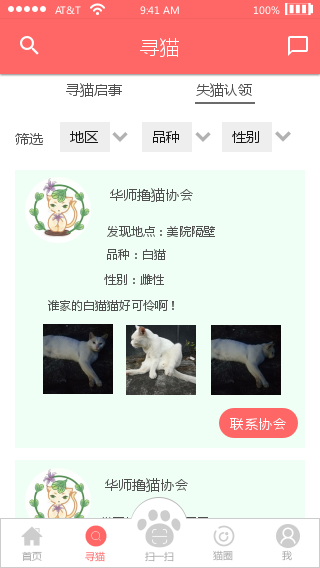 AT&T 9:41 AM 100%
寻猫
寻猫启事 失猫认领
筛选 地区 品种 性别
华师撸猫协会
发现地点：美院隔壁
品种：白猫
性别：雌性
谁家的白猫猫好可怜啊！
联系协会
华师撸猫协会
首页 寻猫 扫一扫 猫圈 我